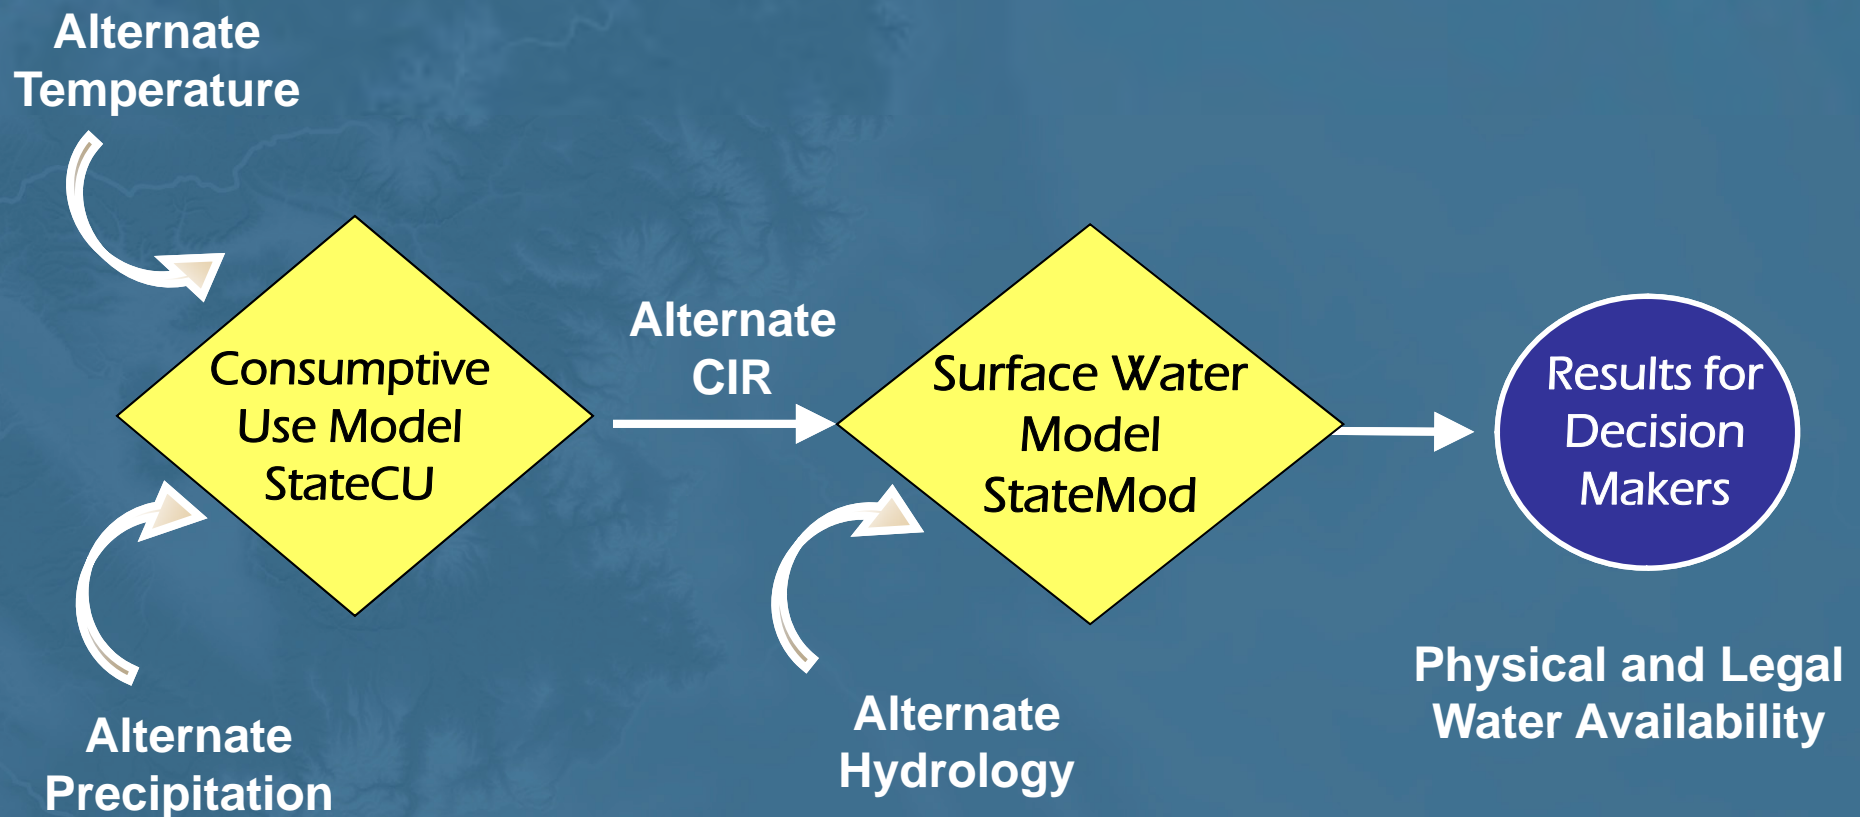 Alternate
Temperature
Consumptive
Use Model
StateCU
Alternate
Precipitation
Alternate
CIR
Surface Water
Model
StateMod
Alternate
Hydrology
Results for
Decision
Makers
Physical and Legal
Water Availability